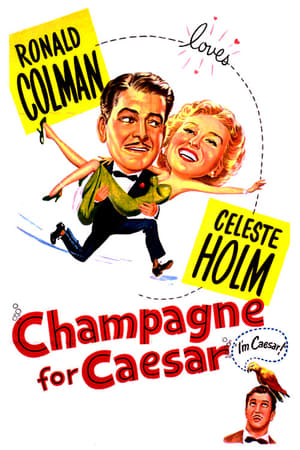 RONALD
COLMAN
loves
CELESTE
HOLM
"Champagne
for Caesar"
I'm Caesar!